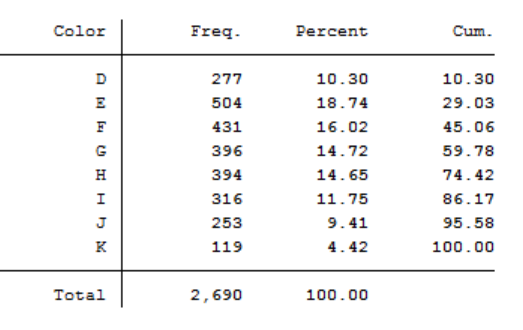 Color Freq. Percent Cum.
D 277 10.30 10.30
E 504 18.74 29.03
F 431 16.02 45.06
G 396 14.72 59.78
H 394 14.65 74.42
I 316 11.75 86.17
J 253 9.41 95.58
K 119 4.42 100.00
Total 2,690 100.00